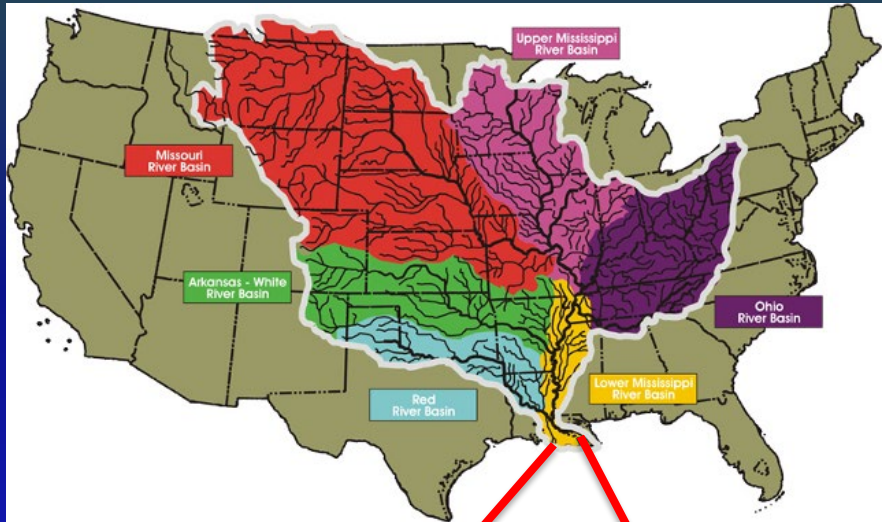 Upper Mississippi
River Basin
Missouri
River Basin
Arkansas - White
River Basin
Ohio
River Basin
Lower Mississippi
River Basin
Red
River Basin